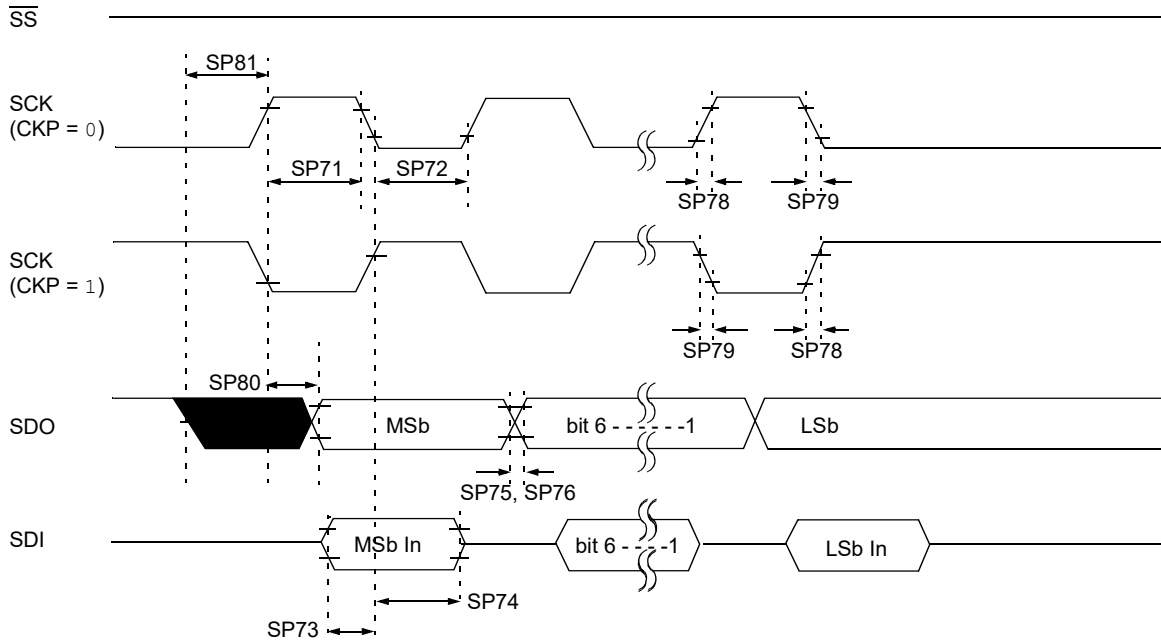 SS
SP81
SCK
(CKP = 0)
SP71
SP72
SP78
SP79
SCK
(CKP = 1)
SP79
SP78
SP80
SDO
MSb
bit 6 - - - - - - -1
LSb
SP75, SP76
SDI
MSb In
bit 6 - - - - -1
LSb In
SP74
SP73